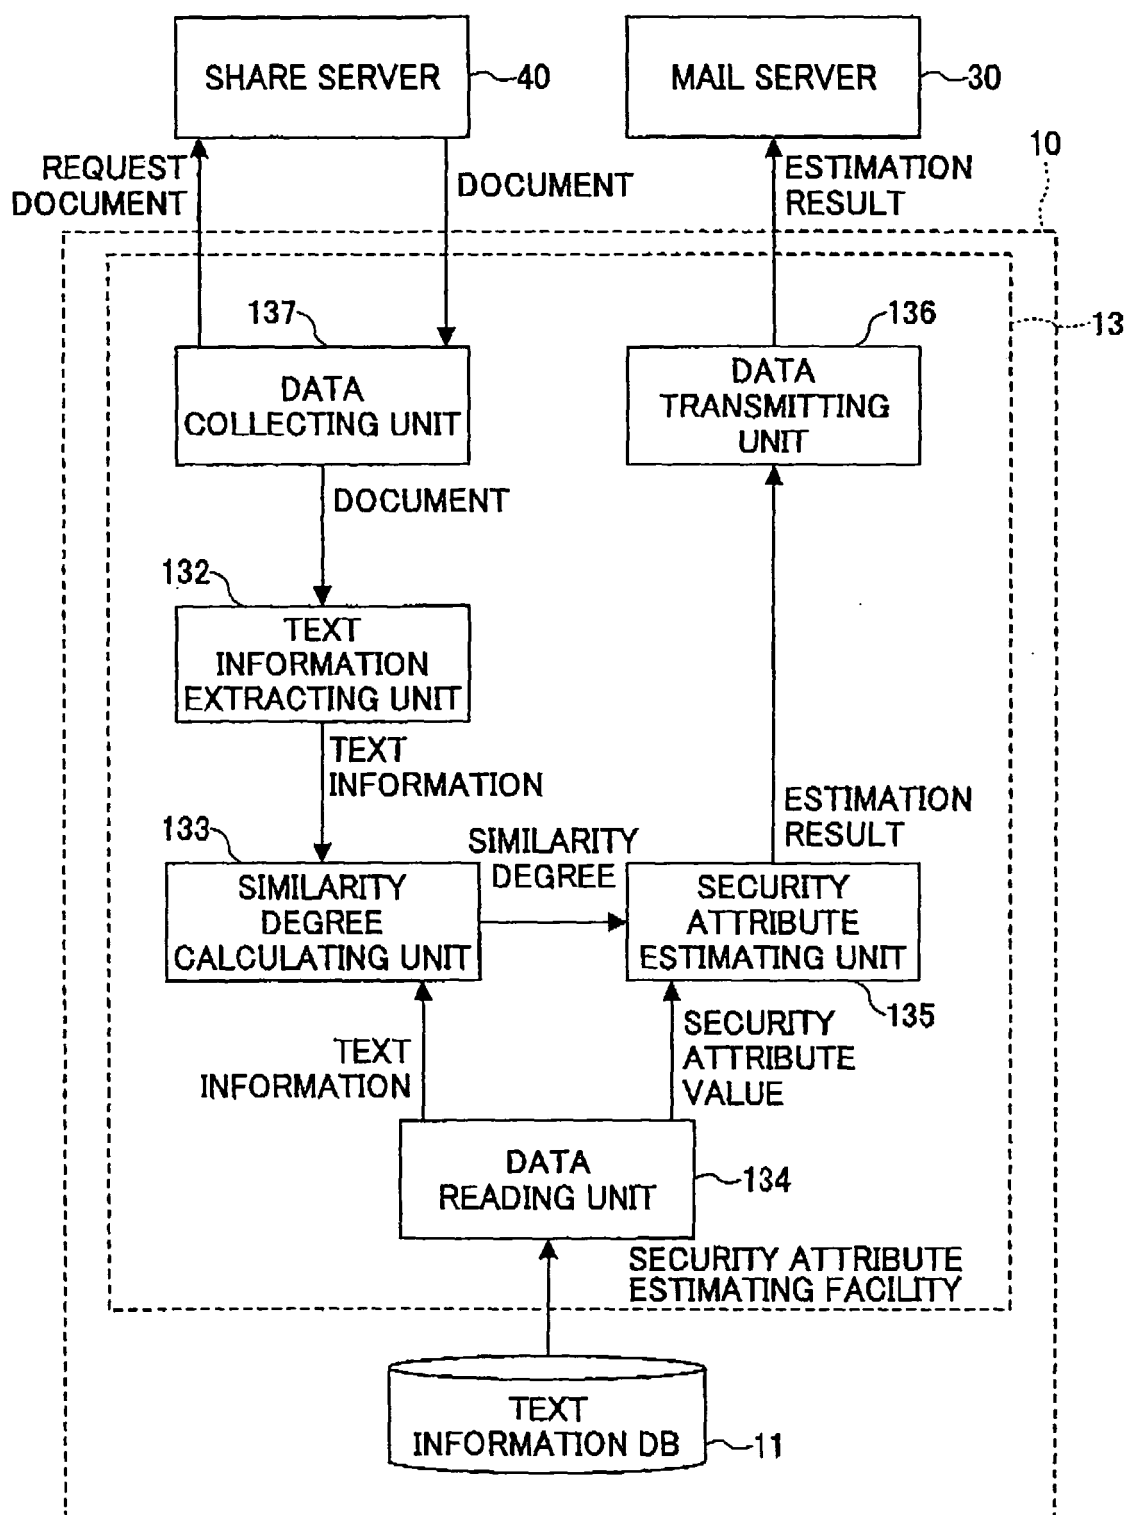 SHARE SERVER
40
MAIL SERVER
30
REQUEST
DOCUMENT
DOCUMENT
ESTIMATION
RESULT
10
137
136
13
DATA
COLLECTING UNIT
DATA
TRANSMITTING
UNIT
DOCUMENT
132
TEXT
INFORMATION
EXTRACTING UNIT
TEXT
INFORMATION
ESTIMATION
RESULT
133
SIMILARITY
DEGREE
SIMILARITY
DEGREE
CALCULATING UNIT
SECURITY
ATTRIBUTE
ESTIMATING UNIT
135
TEXT
INFORMATION
SECURITY
ATTRIBUTE
VALUE
DATA
READING UNIT
134
SECURITY ATTRIBUTE
ESTIMATING FACILITY
TEXT
INFORMATION DB
11